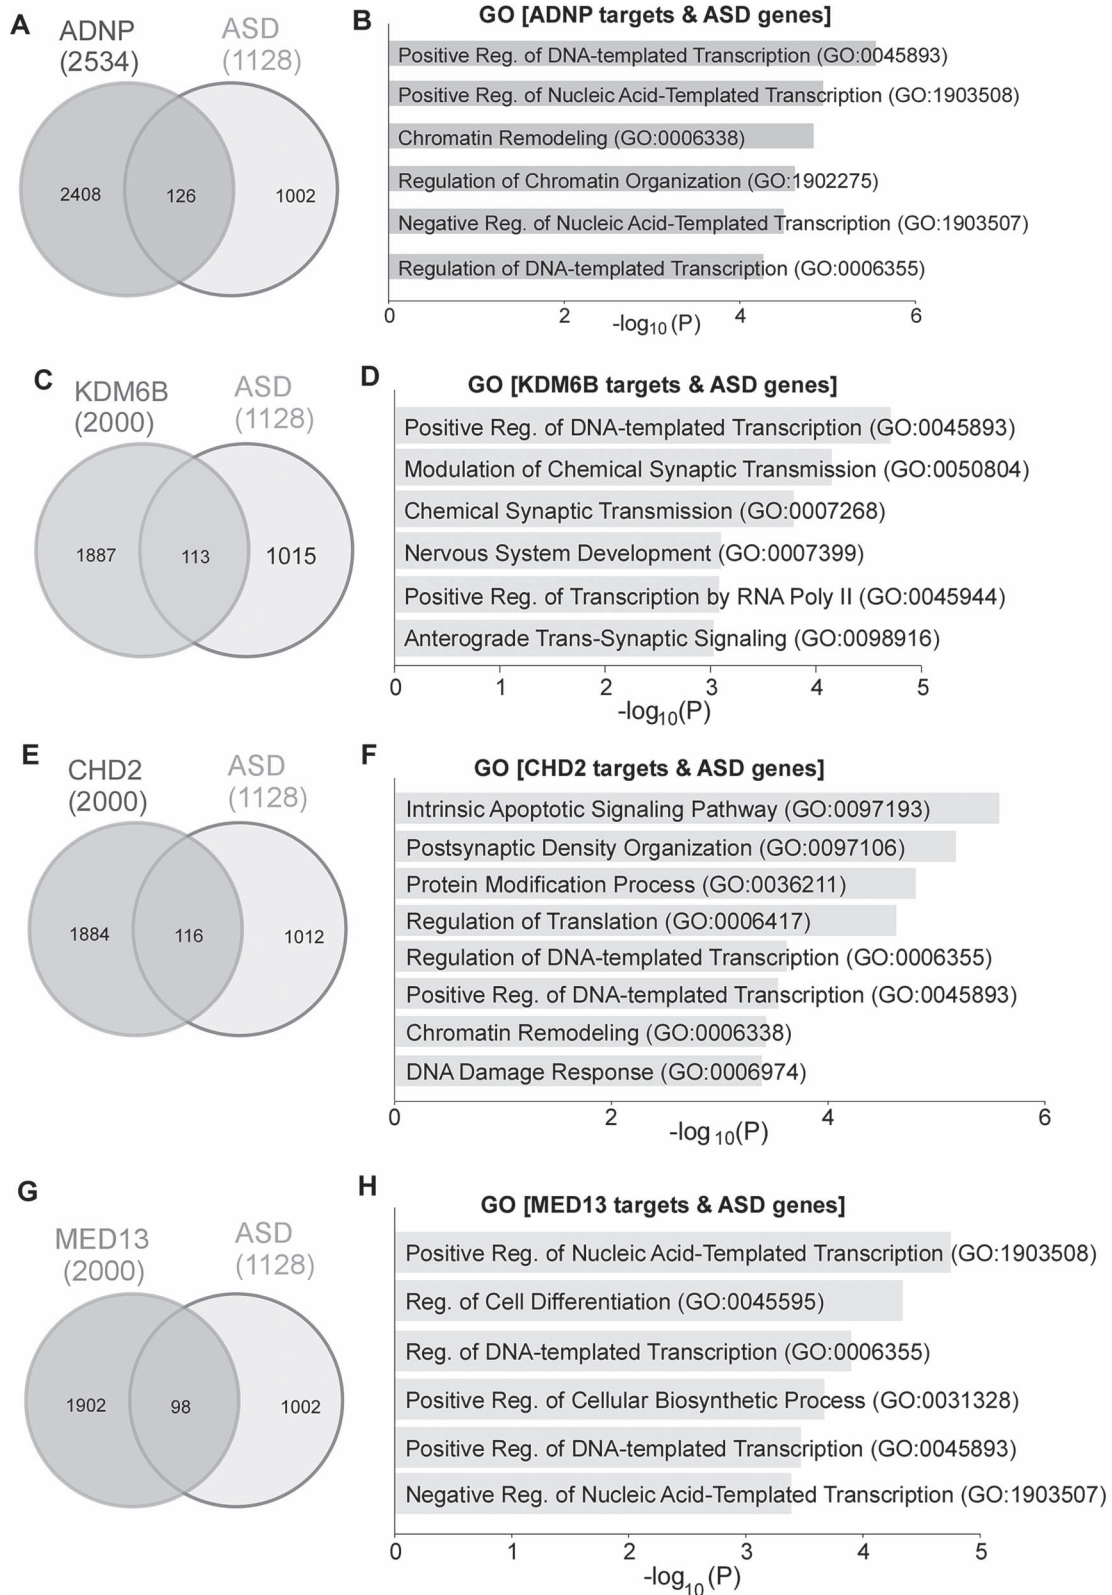 A
ADNP
(2534)
ASD
(1128)
2408
126
1002
B
GO [ADNP targets & ASD genes]
Positive Reg. of DNA-templated Transcription (GO:0045893)
Positive Reg. of Nucleic Acid-Templated Transcription (GO:1903508)
Chromatin Remodeling (GO:0006338)
Regulation of Chromatin Organization (GO:1902275)
Negative Reg. of Nucleic Acid-Templated Transcription (GO:1903507)
Regulation of DNA-templated Transcription (GO:0006355)
0 2 4 6
-log10 (P)
C
KDM6B
(2000)
ASD
(1128)
1887
113
1015
D
GO [KDM6B targets & ASD genes]
Positive Reg. of DNA-templated Transcription (GO:0045893)
Modulation of Chemical Synaptic Transmission (GO:0050804)
Chemical Synaptic Transmission (GO:0007268)
Nervous System Development (GO:0007399)
Positive Reg. of Transcription by RNA Poly II (GO:0045944)
Anterograde Trans-Synaptic Signaling (GO:0098916)
0 1 2 3 4 5
-log10(P)
E
CHD2
(2000)
ASD
(1128)
1884
116
1012
F
GO [CHD2 targets & ASD genes]
Intrinsic Apoptotic Signaling Pathway (GO:0097193)
Postsynaptic Density Organization (GO:0097106)
Protein Modification Process (GO:0036211)
Regulation of Translation (GO:0006417)
Regulation of DNA-templated Transcription (GO:0006355)
Positive Reg. of DNA-templated Transcription (GO:0045893)
Chromatin Remodeling (GO:0006338)
DNA Damage Response (GO:0006974)
0 2 4 6
-log10(P)
G
MED13
(2000)
ASD
(1128)
1902
98
1002
H
GO [MED13 targets & ASD genes]
Positive Reg. of Nucleic Acid-Templated Transcription (GO:1903508)
Reg. of Cell Differentiation (GO:0045595)
Reg. of DNA-templated Transcription (GO:0006355)
Positive Reg. of Cellular Biosynthetic Process (GO:0031328)
Positive Reg. of DNA-templated Transcription (GO:0045893)
Negative Reg. of Nucleic Acid-Templated Transcription (GO:1903507)
0 1 2 3 4 5
-log10 (P)